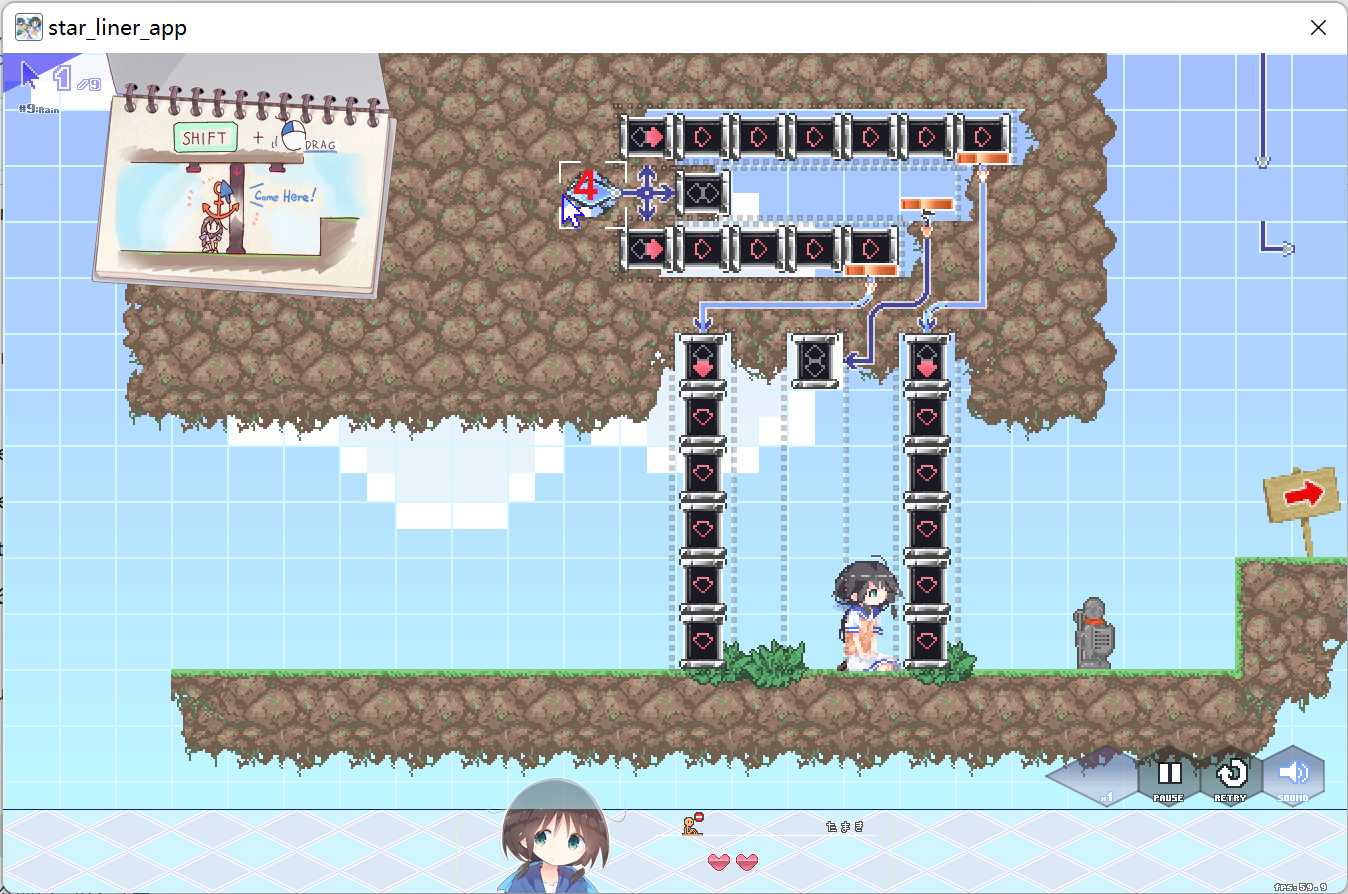 star_liner_app
1/9
#9:Rain
SHIFT + DRAG
Come Here!
4
x1
PAUSE
RETRY
SOUND
たまき
fps:59.9